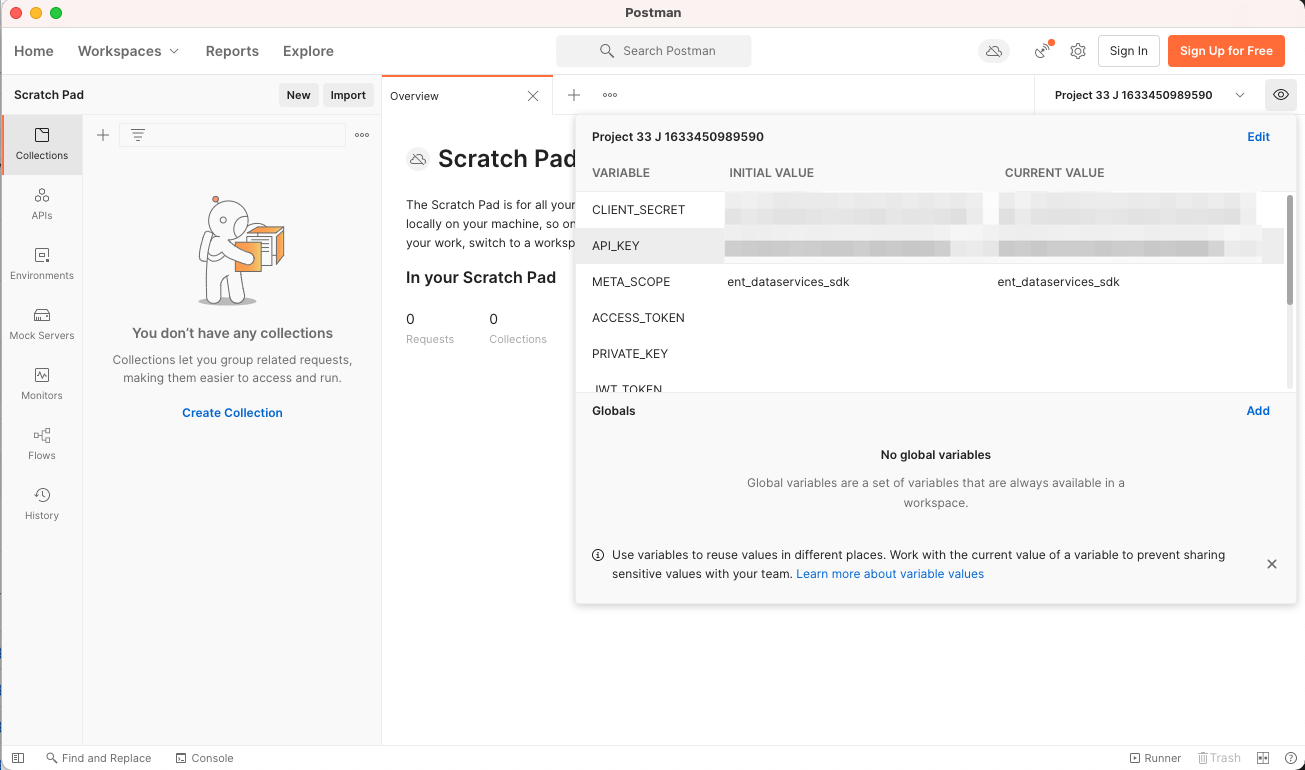 Postman
Home Workspaces Reports Explore
Search Postman
Sign In Sign Up for Free
Scratch Pad
New Import
Overview
Project 33 J 1633450989590
Collections
APIs
Environments
Mock Servers
Monitors
Flows
History
You don’t have any collections
Collections let you group related requests,
making them easier to access and run.
Create Collection
Scratch Pad
The Scratch Pad is for all your
locally on your machine, so on
your work, switch to a worksp
In your Scratch Pad
0 0
Requests Collections
Project 33 J 1633450989590 Edit
VARIABLE INITIAL VALUE CURRENT VALUE
CLIENT_SECRET
API_KEY
META_SCOPE ent_dataservices_sdk ent_dataservices_sdk
ACCESS_TOKEN
PRIVATE_KEY
JWT_TOKEN
Globals Add
No global variables
Global variables are a set of variables that are always available in a
workspace.
Use variables to reuse values in different places. Work with the current value of a variable to prevent sharing
sensitive values with your team. Learn more about variable values
Find and Replace Console Runner Trash